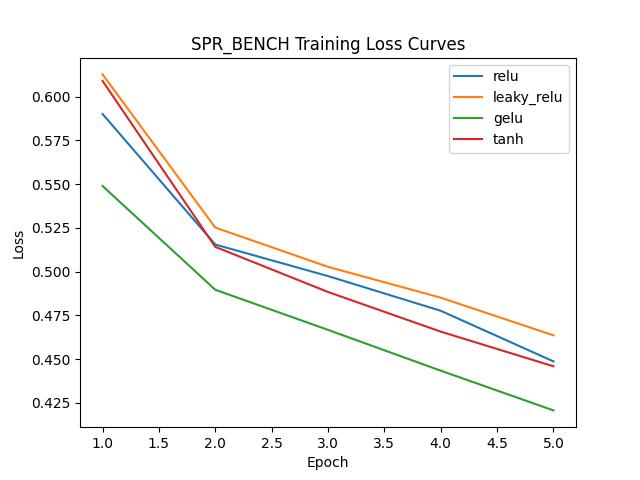 SPR_BENCH Training Loss Curves
relu
leaky_relu
gelu
tanh
Loss
0.600
0.575
0.550
0.525
0.500
0.475
0.450
0.425
1.0 1.5 2.0 2.5 3.0 3.5 4.0 4.5 5.0
Epoch